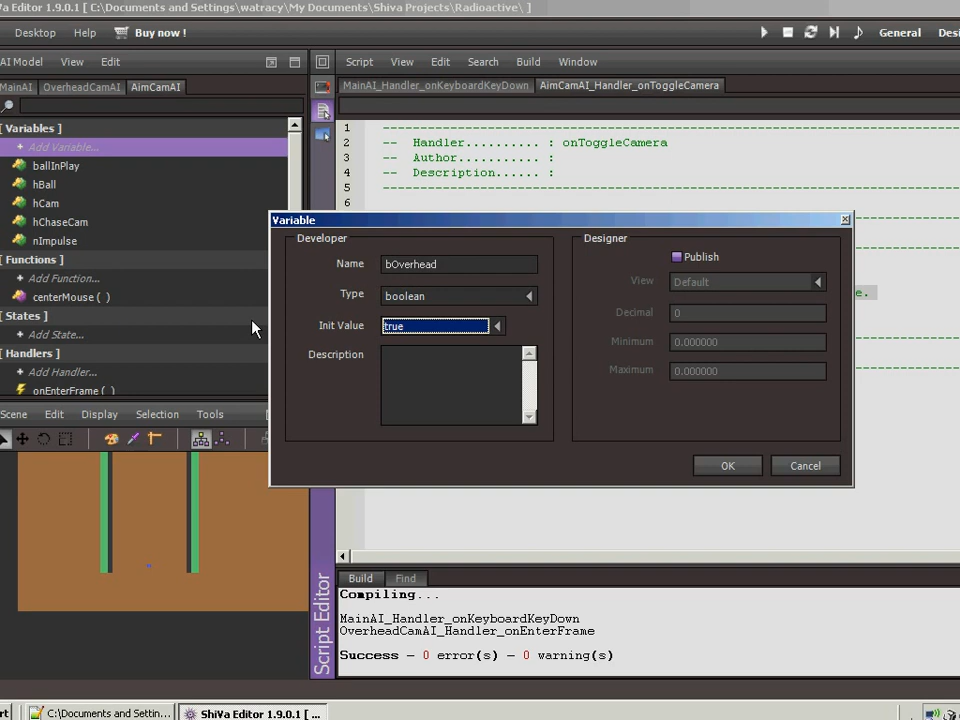 Va Editor 1.9.0.1 [ C:\Documents and Settings\watracy\My Documents\Shiva Projects\Radioactive\ ]
Desktop Help Buy now ! General Des
AI Model View Edit
MainAI OverheadCamAI AimCamAI
[ Variables ]
+ Add Variable...
ballInPlay
hBall
hCam
hChaseCam
nImpulse
[ Functions ]
+ Add Function...
centerMouse ( )
[ States ]
+ Add State...
[ Handlers ]
+ Add Handler...
onEnterFrame ( )
Scene Edit Display Selection Tools
Script View Edit Search Build Window
MainAI_Handler_onKeyboardKeyDown AimCamAI_Handler_onToggleCamera
1 --------------------------------------------------------------------------------
2 -- Handler.......... : onToggleCamera
3 -- Author........... :
4 -- Description...... :
5 --------------------------------------------------------------------------------
6
e.
Variable
Developer
Name bOverhead
Type boolean
Init Value true
Description
Designer
Publish
View Default
Decimal 0
Minimum 0.000000
Maximum 0.000000
OK Cancel
Script Editor
Build Find
Compiling...
MainAI_Handler_onKeyboardKeyDown
OverheadCamAI_Handler_onEnterFrame
Success - 0 error(s) - 0 warning(s)
rt C:\Documents and Settin... ShiVa Editor 1.9.0.1 [ ...